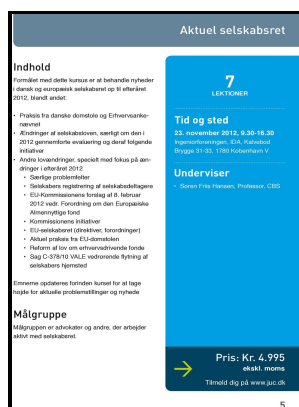 Aktuel selskabsret
Indhold
Formålet med dette kursus er at behandle nyheder
i dansk og europæisk selskabsret op til efteråret
2012, blandt andet:
• Praksis fra danske domstole og Erhvervsanke-
nævnet
• Ændringer af selskabsloven, særligt om den i
2012 gennemførte evaluering og deraf følgende
initiativer
• Andre lovændringer, specielt med fokus på æn-
dringer i efteråret 2012
• Særlige problemfelter
• Selskabers registrering af selskabsdeltagere
• EU-Kommissionens forslag af 8. februar
2012 vedr. Forordning om den Europæiske
Almennyttige fond
• Kommissionens initiativer
• EU-selskabsret (direktiver, forordninger)
• Aktuel praksis fra EU-domstolen
• Reform af lov om erhvervsdrivende fonde
• Sag C-378/10 VALE vedrørende flytning af
selskabers hjemsted
Emnerne opdateres forinden kursset for at tage
højde for aktuelle problemstillinger og nyhede
Målgruppe
Målgruppen er advokater og andre, der arbejder
aktivt med selskabsret.
7
LEKTIONER
Tid og sted
23. november 2012, 9.30-16.30
Ingeniørforeningen, IDA, Kalvebod
Brygge 31-33, 1780 København V
Underviser
• Søren Friis Hansen, Professor, CBS
Pris: Kr. 4.995
ekskl. moms
Tilmeld dig på www.juc.dk
5